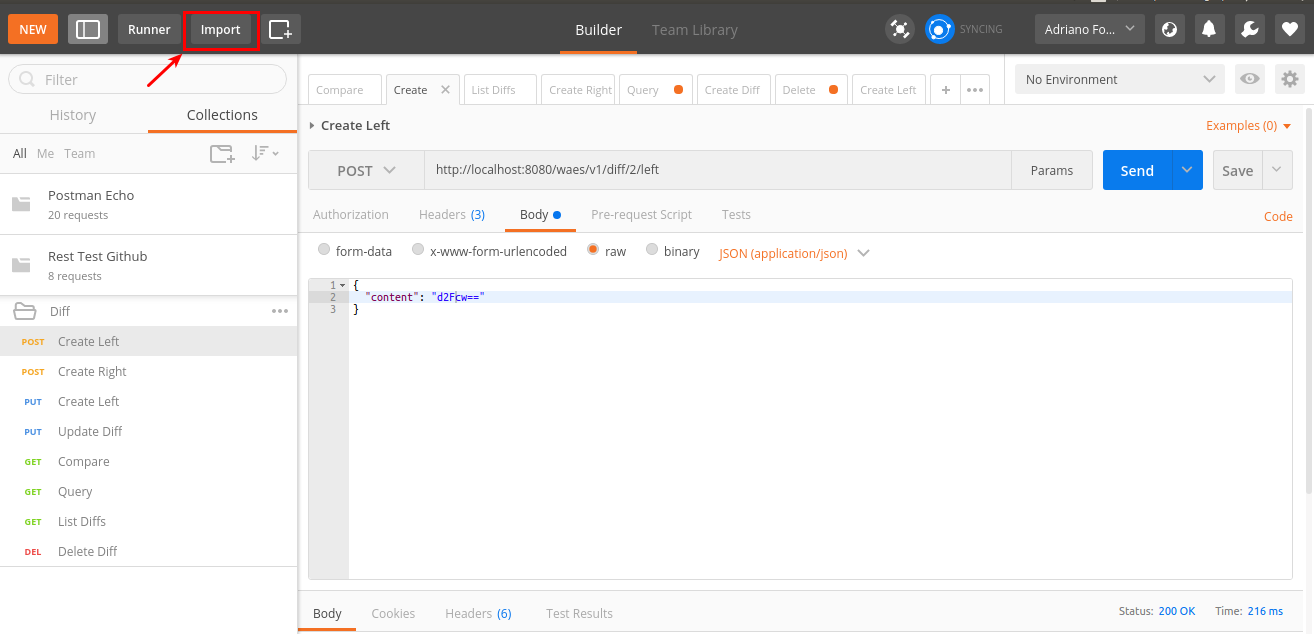 NEW Runner Import Builder Team Library SYNCING Adriano Fo...
Filter
History Collections
All Me Team
Postman Echo
20 requests
Rest Test Github
8 requests
Diff
POST Create Left
POST Create Right
PUT Create Left
PUT Update Diff
GET Compare
GET Query
GET List Diffs
DEL Delete Diff
Compare Create List Diffs Create Right Query Create Diff Delete Create Left No Environment
Create Left Examples (0)
POST http://localhost:8080/waes/v1/diff/2/left Params Send Save
Authorization Headers (3) Body Pre-request Script Tests Code
form-data x-www-form-urlencoded raw binary JSON (application/json)
1 {
2 "content": "d2Fcw=="
3 }
Body Cookies Headers (6) Test Results Status: 200 OK Time: 216 ms